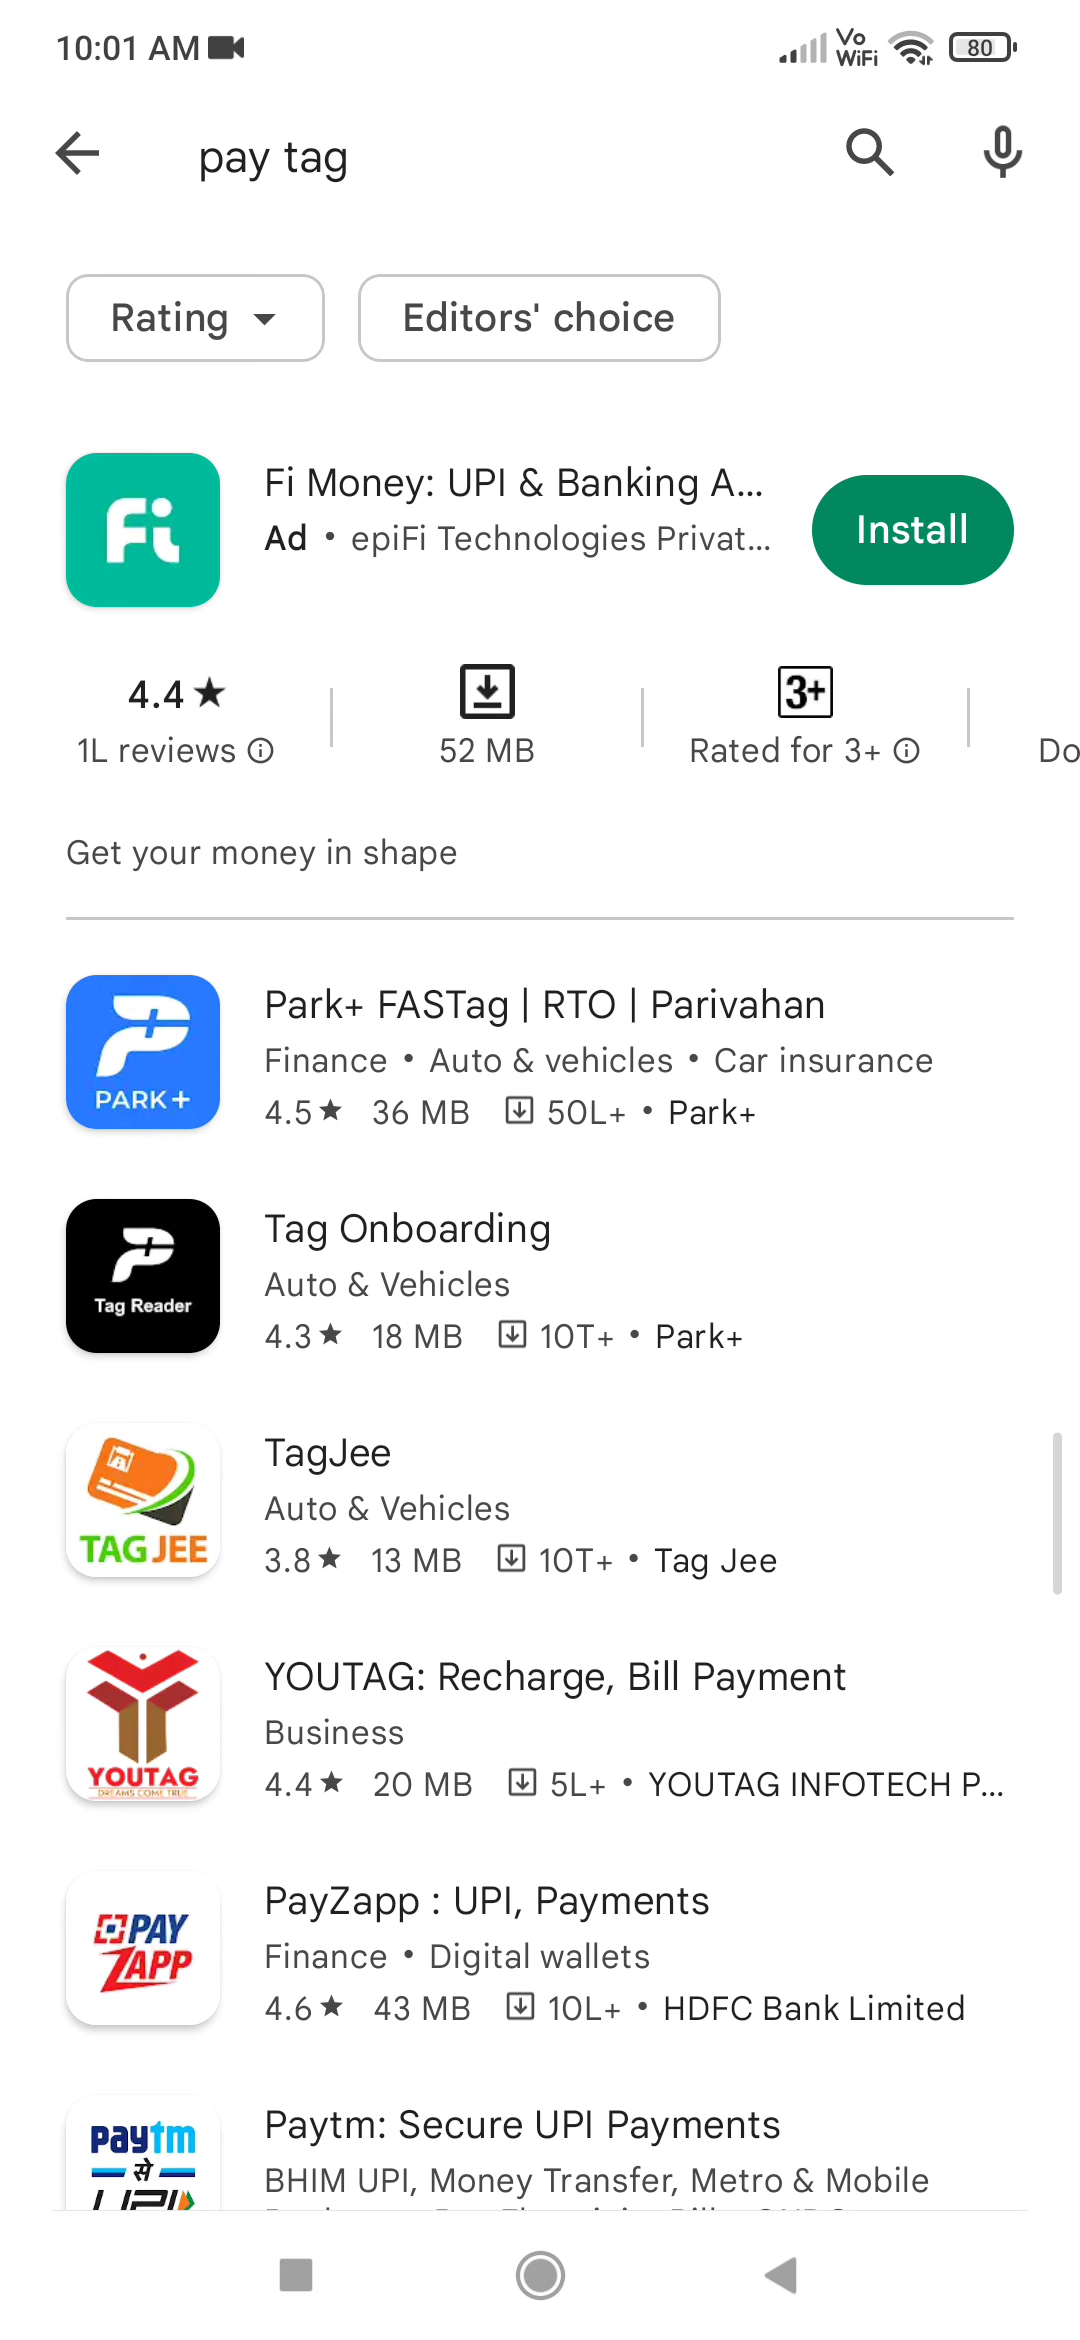 10:01 AM
Vo
WiFi
80
pay tag
Rating
Editors' choice
Fi
Fi Money: UPI & Banking A...
Ad • epiFi Technologies Privat...
Install
4.4★
1L reviews
52 MB
3+
Rated for 3+
Do
Get your money in shape
PARK+
Park+ FASTag | RTO | Parivahan
Finance • Auto & vehicles • Car insurance
4.5★ 36 MB 50L+ • Park+
Tag Reader
Tag Onboarding
Auto & Vehicles
4.3★ 18 MB 10T+ • Park+
TAG JEE
TagJee
Auto & Vehicles
3.8★ 13 MB 10T+ • Tag Jee
YOUTAG
DREAMS COME TRUE
YOUTAG: Recharge, Bill Payment
Business
4.4★ 20 MB 5L+ • YOUTAG INFOTECH P...
PAY
ZAPP
PayZapp : UPI, Payments
Finance • Digital wallets
4.6★ 43 MB 10L+ • HDFC Bank Limited
paytm
से
UPI
Paytm: Secure UPI Payments
BHIM UPI, Money Transfer, Metro & Mobile